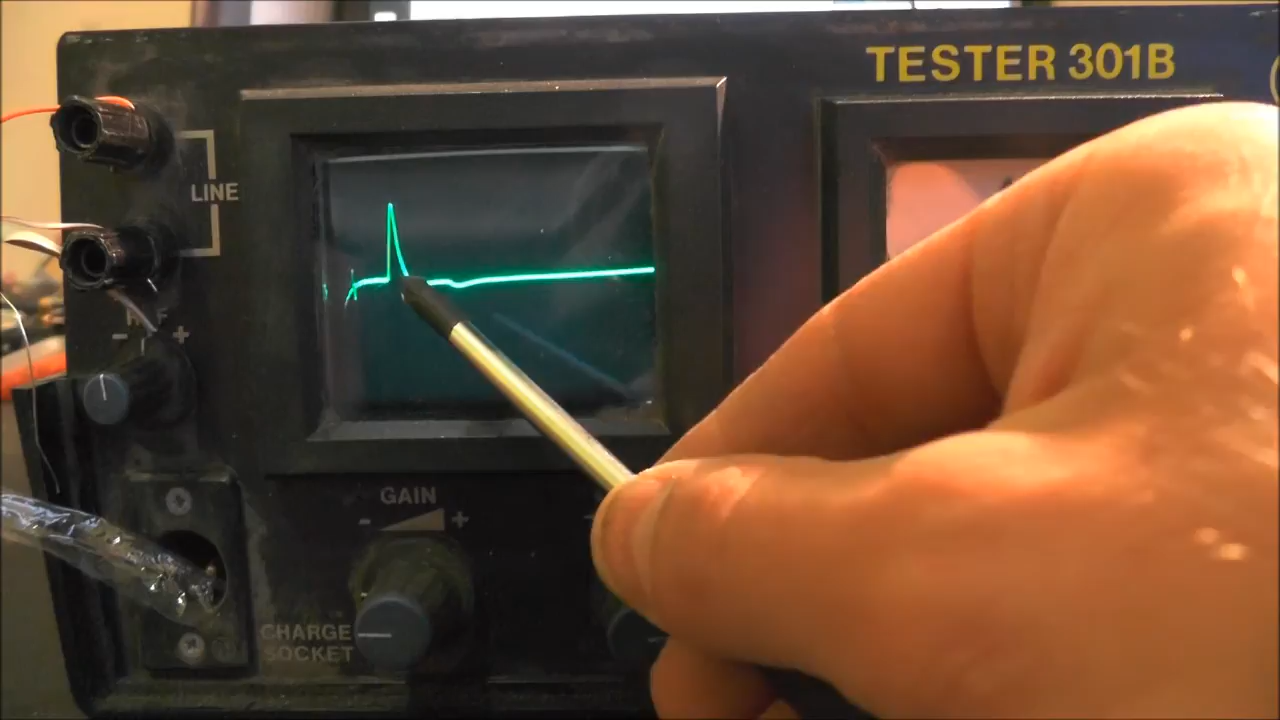 TESTER 301B
LINE
- +
GAIN
- +
CHARGE
SOCKET